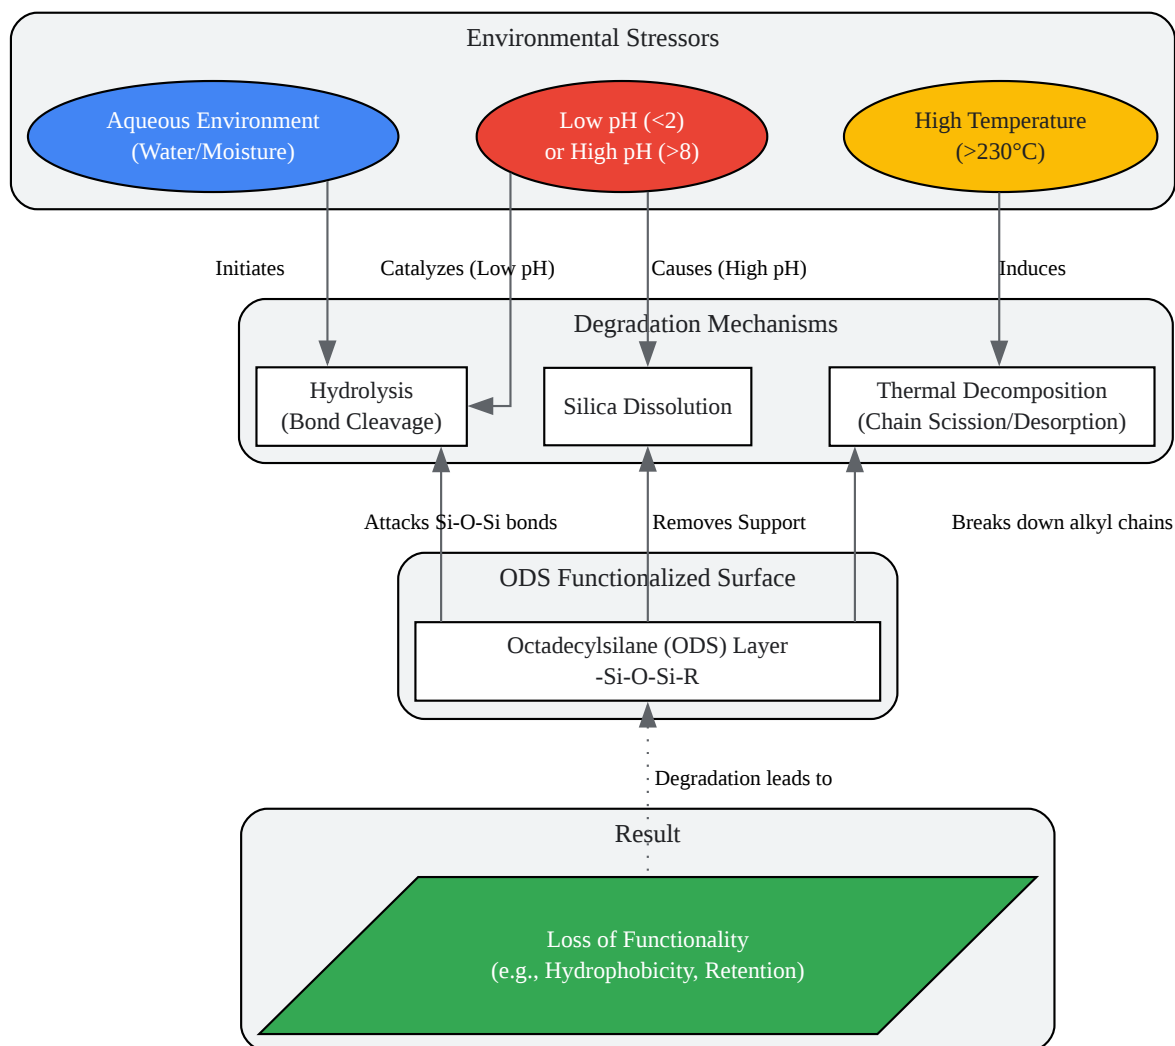 Environmental Stressors
Aqueous Environment
(Water/Moisture)
Low pH (<2)
or High pH (>8)
High Temperature
(>230°C)
Initiates
Catalyzes (Low pH)
Causes (High pH)
Induces
Degradation Mechanisms
Hydrolysis
(Bond Cleavage)
Silica Dissolution
Thermal Decomposition
(Chain Scission/Desorption)
Attacks Si-O-Si bonds
Removes Support
Breaks down alkyl chains
ODS Functionalized Surface
Octadecylsilane (ODS) Layer
-Si-O-Si-R
Degradation leads to
Result
Loss of Functionality
(e.g., Hydrophobicity, Retention)